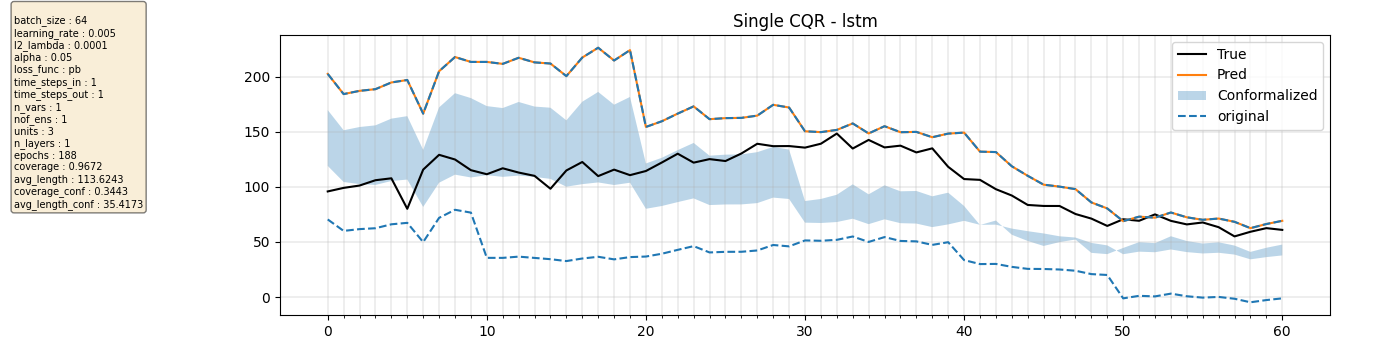 batch_size : 64
learning_rate : 0.005
l2_lambda : 0.0001
alpha : 0.05
loss_func : pb
time_steps_in : 1
time_steps_out : 1
n_vars : 1
nof_ens : 1
units : 3
n_layers : 1
epochs : 188
coverage : 0.9672
avg_length : 113.6243
coverage_conf : 0.3443
avg_length_conf : 35.4173
Single CQR - lstm
True
Pred
Conformalized
original
200
150
100
50
0
0 10 20 30 40 50 60